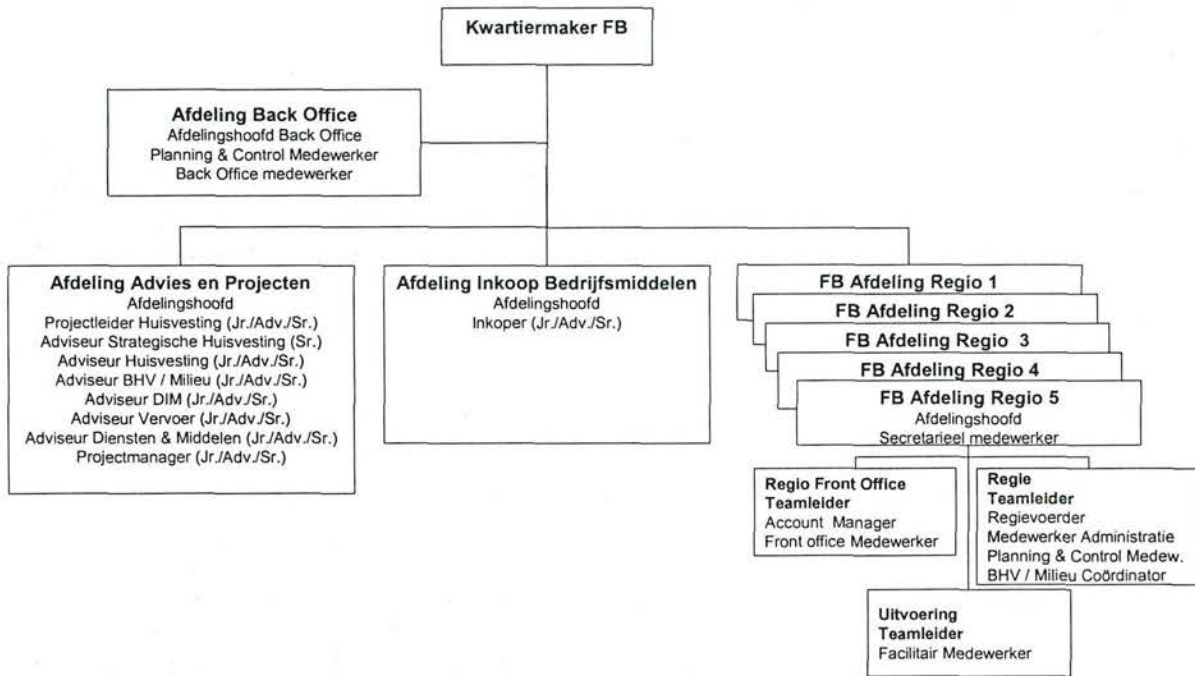 Kwartiermaker FB
Afdeling Back Office
Afdelingshoofd Back Office
Planning & Control Medewerker
Back Office medewerker
Afdeling Advies en Projecten
Afdelingshoofd
Projectleider Huisvesting (Jr./Adv./Sr.)
Adviseur Strategische Huisvesting (Sr.)
Adviseur Huisvesting (Jr./Adv./Sr.)
Adviseur BHV / Milieu (Jr./Adv./Sr.)
Adviseur DIM (Jr./Adv./Sr.)
Adviseur Vervoer (Jr./Adv./Sr.)
Adviseur Diensten & Middelen (Jr./Adv./Sr.)
Projectmanager (Jr./Adv./Sr.)
Afdeling Inkoop Bedrijfsmiddelen
Afdelingshoofd
Inkoper (Jr./Adv./Sr.)
FB Afdeling Regio 1
FB Afdeling Regio 2
FB Afdeling Regio 3
FB Afdeling Regio 4
FB Afdeling Regio 5
Afdelingshoofd
Secretarieel medewerker
Regio Front Office
Teamleider
Account Manager
Front office Medewerker
Regie
Teamleider
Regievoerder
Medewerker Administratie
Planning & Control Medew.
BHV / Milieu Coördinator
Uitvoering
Teamleider
Facilitair Medewerker